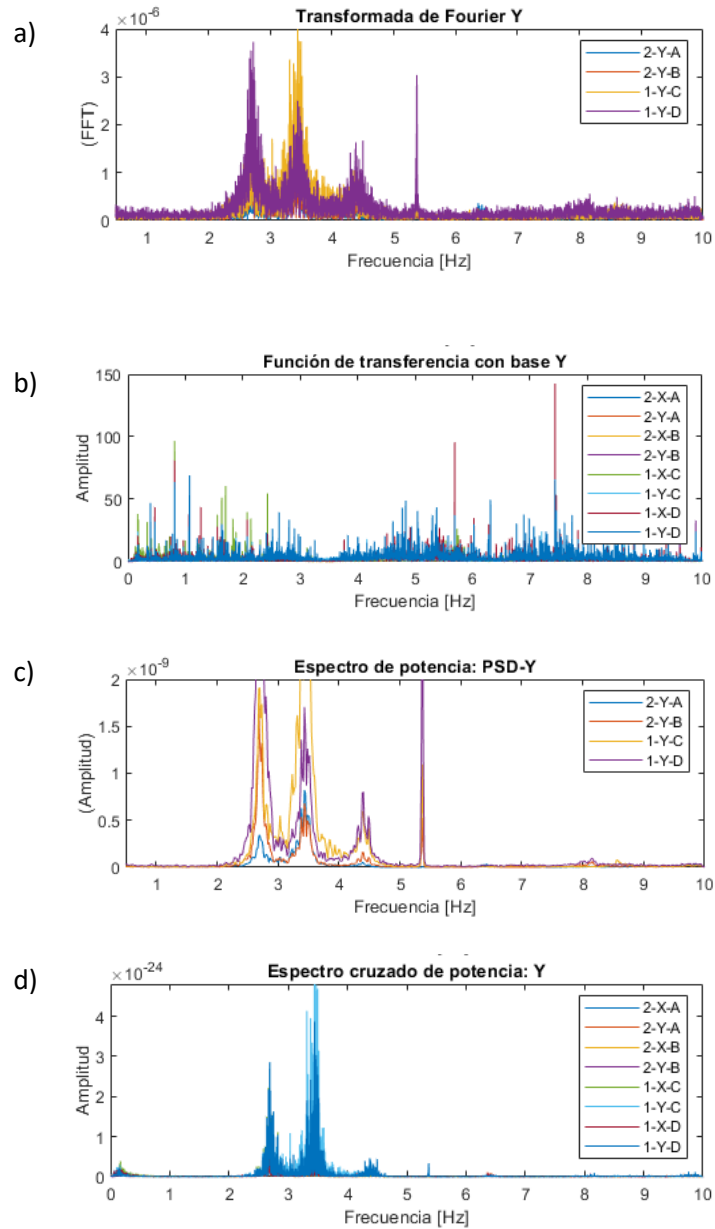 a)
Transformada de Fourier Y
×10⁻⁶
4
3
2
1
0
(FFT)
1 2 3 4 5 6 7 8 9 10
Frecuencia [Hz]
2-Y-A
2-Y-B
1-Y-C
1-Y-D
b)
Función de transferencia con base Y
150
100
50
0
Amplitud
0 1 2 3 4 5 6 7 8 9 10
Frecuencia [Hz]
2-X-A
2-Y-A
2-X-B
2-Y-B
1-X-C
1-Y-C
1-X-D
1-Y-D
c)
Espectro de potencia: PSD-Y
×10⁻⁹
2
1.5
1
0.5
0
(Amplitud)
1 2 3 4 5 6 7 8 9 10
Frecuencia [Hz]
2-Y-A
2-Y-B
1-Y-C
1-Y-D
d)
Espectro cruzado de potencia: Y
×10⁻²⁴
4
3
2
1
0
Amplitud
0 1 2 3 4 5 6 7 8 9 10
Frecuencia [Hz]
2-X-A
2-Y-A
2-X-B
2-Y-B
1-X-C
1-Y-C
1-X-D
1-Y-D